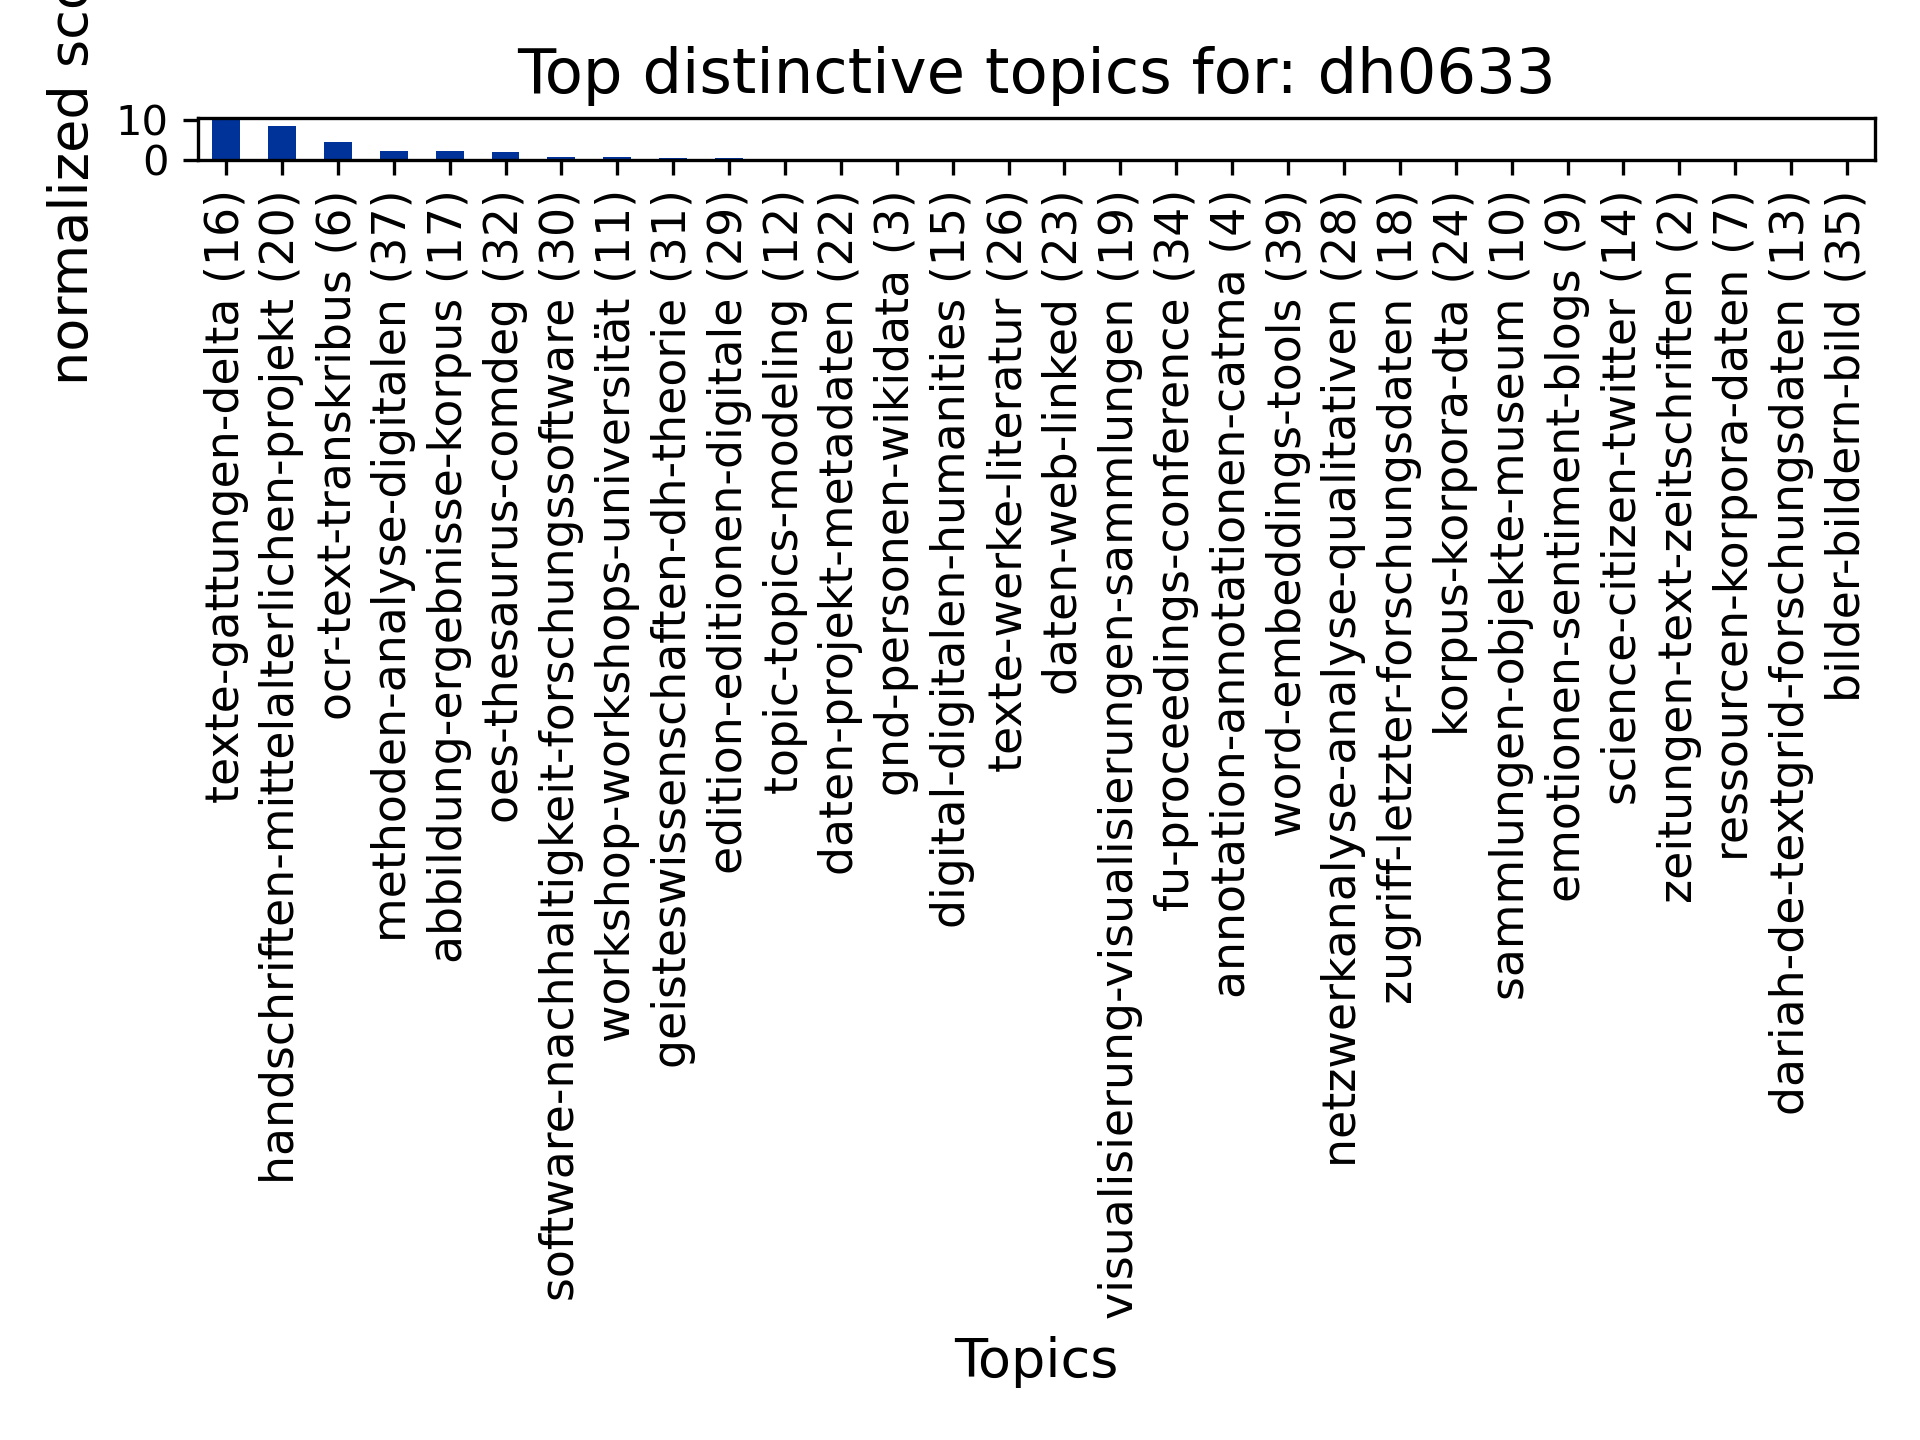 Top distinctive topics for: dh0633
normalized sco
10
0
texte-gattungen-delta (16)
handschriften-mittelalterlichen-projekt (20)
ocr-text-transkribus (6)
methoden-analyse-digitalen (37)
abbildung-ergebnisse-korpus (17)
oes-thesaurus-comdeg (32)
software-nachhaltigkeit-forschungssoftware (30)
workshop-workshops-universität (11)
geisteswissenschaften-dh-theorie (31)
edition-editionen-digitale (29)
topic-topics-modeling (12)
daten-projekt-metadaten (22)
gnd-personen-wikidata (3)
digital-digitalen-humanities (15)
texte-werke-literatur (26)
daten-web-linked (23)
visualisierung-visualisierungen-sammlungen (19)
fu-proceedings-conference (34)
annotation-annotationen-catma (4)
word-embeddings-tools (39)
netzwerkanalyse-analyse-qualitativen (28)
zugriff-letzter-forschungsdaten (18)
korpus-korpora-dta (24)
sammlungen-objekte-museum (10)
emotionen-sentiment-blogs (9)
science-citizen-twitter (14)
zeitungen-text-zeitschriften (2)
ressourcen-korpora-daten (7)
dariah-de-textgrid-forschungsdaten (13)
bilder-bildern-bild (35)
Topics